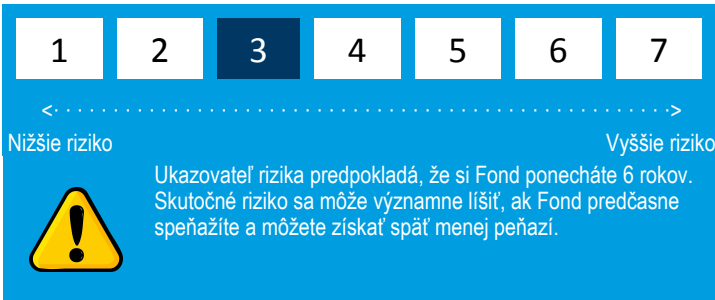 1 2 3 4 5 6 7
<· · · · · · · · · · · · · · · · · · · · · · · · · · · · · · · · · · · · · · · · · · · · · · · · · · · ·>
Nižšie riziko Vyššie riziko
Ukazovateľ rizika predpokladá, že si Fond ponecháte 6 rokov.
Skutočné riziko sa môže významne líšiť, ak Fond predčasne
speňažíte a môžete získať späť menej peňazí.